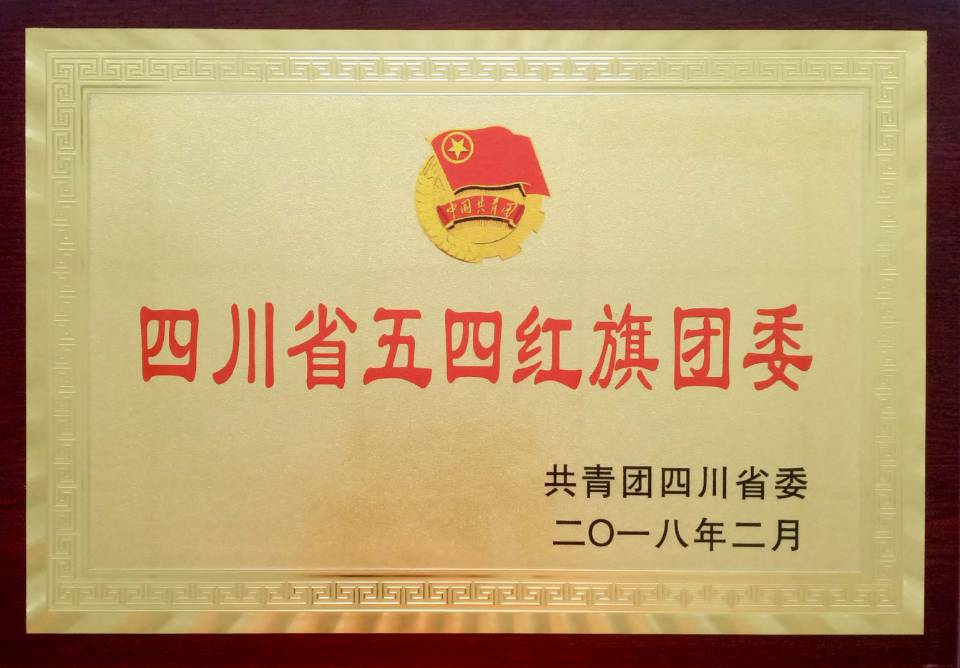 中国共青团
四川省五四红旗团委
共青团四川省委
二〇一八年二月